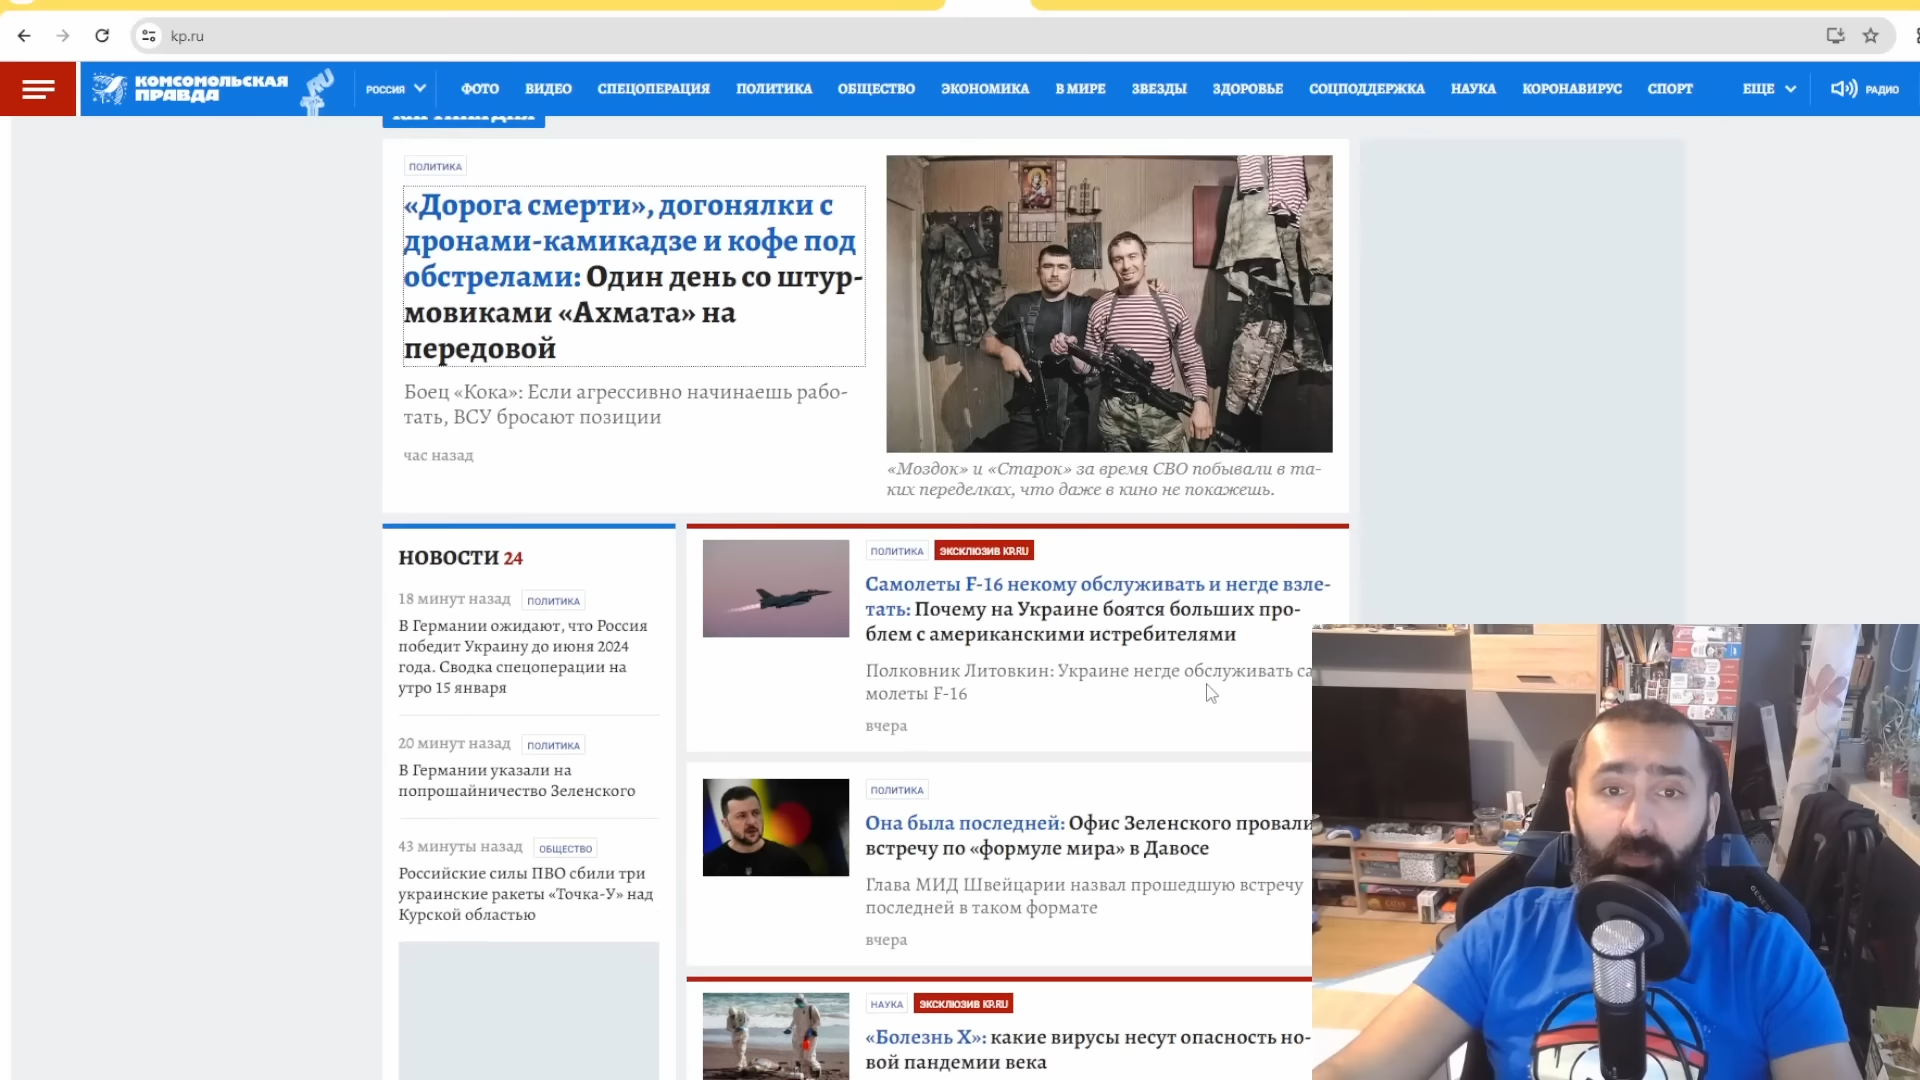 kp.ru
КОМСОМОЛЬСКАЯ
ПРАВДА
РОССИЯ
ФОТО
ВИДЕО
СПЕЦОПЕРАЦИЯ
ПОЛИТИКА
ОБЩЕСТВО
ЭКОНОМИКА
В МИРЕ
ЗВЕЗДЫ
ЗДОРОВЬЕ
СОЦПОДДЕРЖКА
НАУКА
КОРОНАВИРУС
СПОРТ
ЕЩЕ
РАДИО
ПОЛИТИКА
«Дорога смерти», догонялки с
дронами-камикадзе и кофе под
обстрелами: Один день со штур-
мовиками «Ахмата» на
передовой
Боец «Кока»: Если агрессивно начинаешь рабо-
тать, ВСУ бросают позиции
час назад
«Моздок» и «Старок» за время СВО побывали в та-
ких переделках, что даже в кино не покажешь.
НОВОСТИ 24
18 минут назад ПОЛИТИКА
В Германии ожидают, что Россия
победит Украину до июня 2024
года. Сводка спецоперации на
утро 15 января
20 минут назад ПОЛИТИКА
В Германии указали на
попрошайничество Зеленского
43 минуты назад ОБЩЕСТВО
Российские силы ПВО сбили три
украинские ракеты «Точка-У» над
Курской областью
ПОЛИТИКА ЭКСКЛЮЗИВ KP.RU
Самолеты F-16 некому обслуживать и негде взле-
тать: Почему на Украине боятся больших про-
блем с американскими истребителями
Полковник Литовкин: Украине негде обслуживать са
молеты F-16
вчера
ПОЛИТИКА
Она была последней: Офис Зеленского провали
встречу по «формуле мира» в Давосе
Глава МИД Швейцарии назвал прошедшую встречу
последней в таком формате
вчера
НАУКА ЭКСКЛЮЗИВ KP.RU
«Болезнь X»: какие вирусы несут опасность но-
вой пандемии века